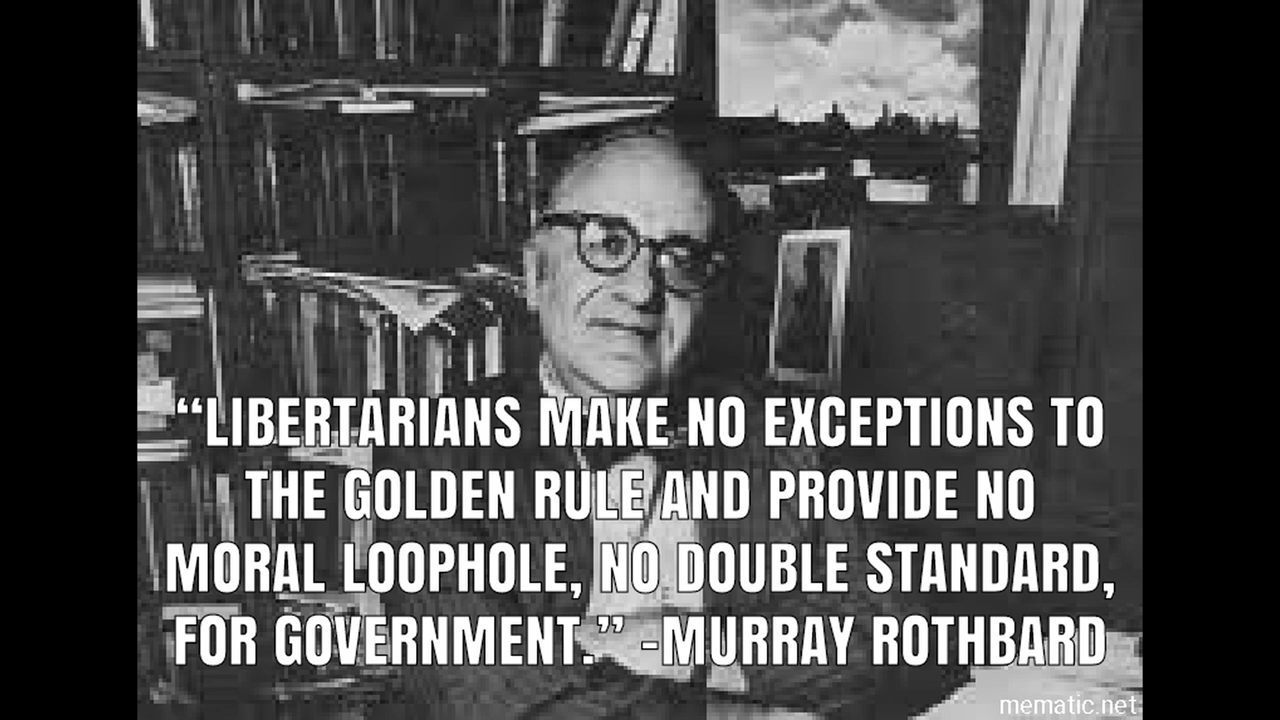 “LIBERTARIANS MAKE NO EXCEPTIONS TO
THE GOLDEN RULE AND PROVIDE NO
MORAL LOOPHOLE, NO DOUBLE STANDARD,
FOR GOVERNMENT.” -MURRAY ROTHBARD
mematic.net